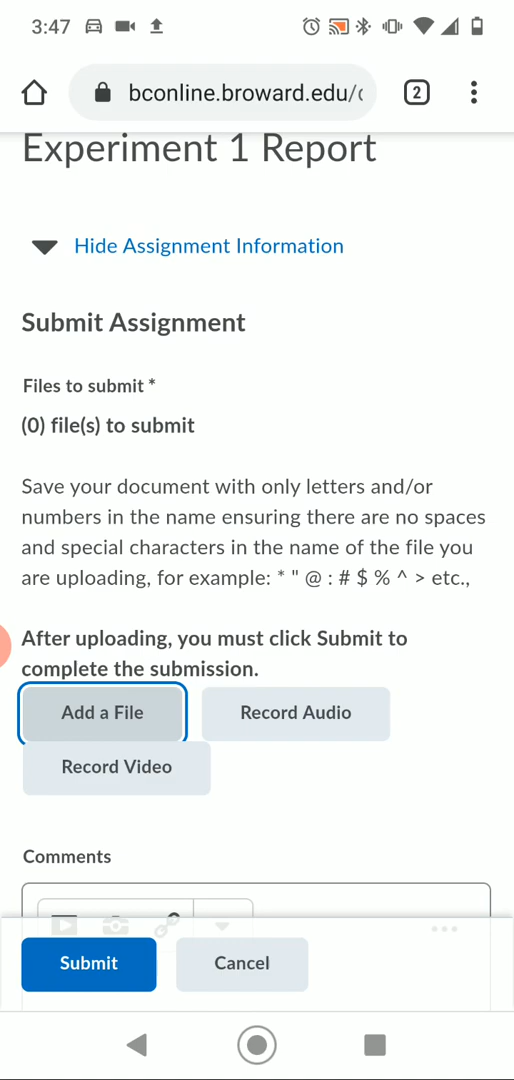 3:47
bconline.broward.edu/
2
Experiment 1 Report
Hide Assignment Information
Submit Assignment
Files to submit *
(0) file(s) to submit
Save your document with only letters and/or
numbers in the name ensuring there are no spaces
and special characters in the name of the file you
are uploading, for example: * " @ : # $ % ^ > etc.,
After uploading, you must click Submit to
complete the submission.
Add a File
Record Audio
Record Video
Comments
Submit
Cancel